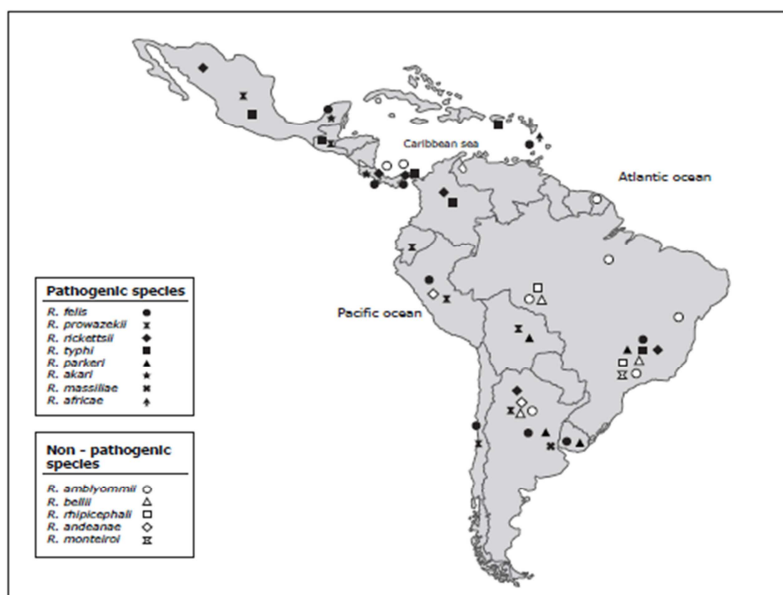 Caribbean sea
Atlantic ocean
Pacific ocean
Pathogenic species
R. felis
R. prowazekii
R. rickettsii
R. typhi
R. parkeri
R. akari
R. massiliae
R. africae
Non - pathogenic
species
R. amblyommii
R. bellii
R. rhipicephali
R. andeanae
R. monteiroi